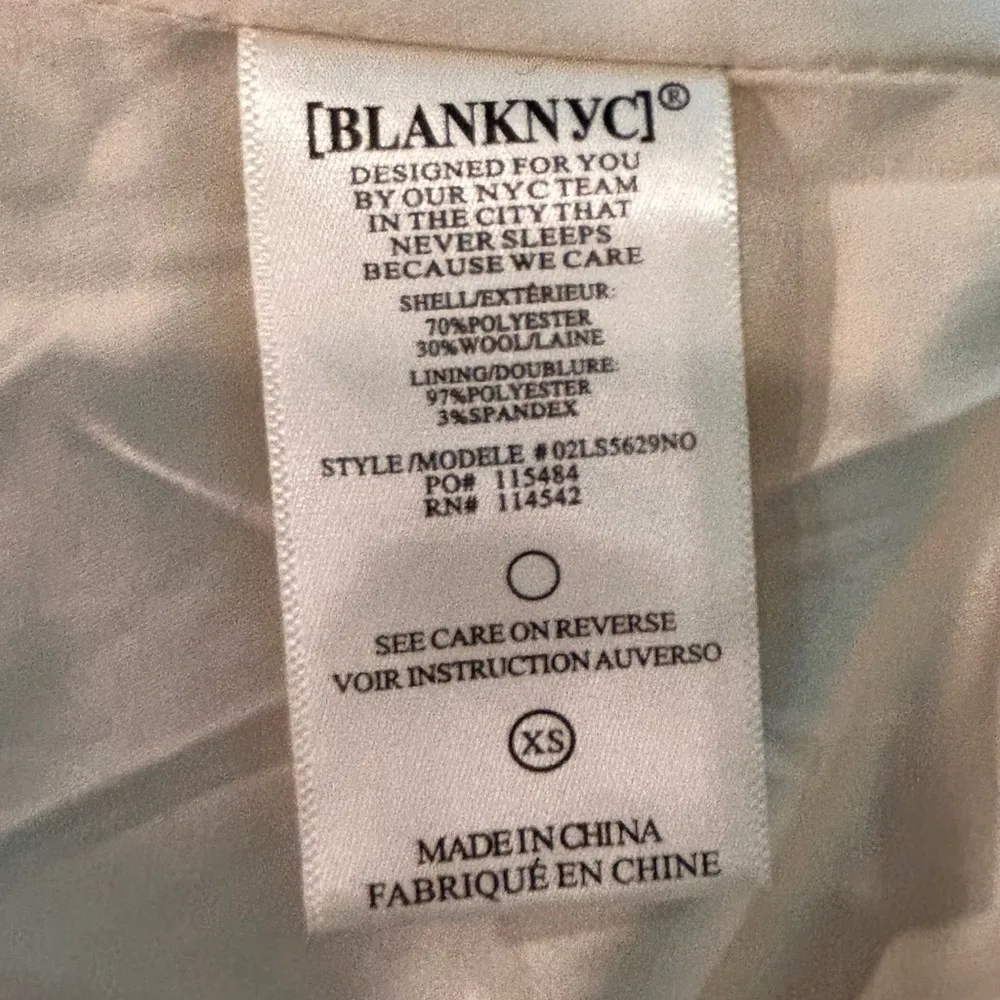 [BLANKNYC]®
DESIGNED FOR YOU
BY OUR NYC TEAM
IN THE CITY THAT
NEVER SLEEPS
BECAUSE WE CARE
SHELL/EXTÉRIEUR:
70%POLYESTER
30%WOOL/LAINE
LINING/DOUBLURE:
97%POLYESTER
3%SPANDEX
STYLE/MODELE #02LS5629NO
PO# 115484
RN# 114542
SEE CARE ON REVERSE
VOIR INSTRUCTION AUVERSO
XS
MADE IN CHINA
FABRIQUÉ EN CHINE